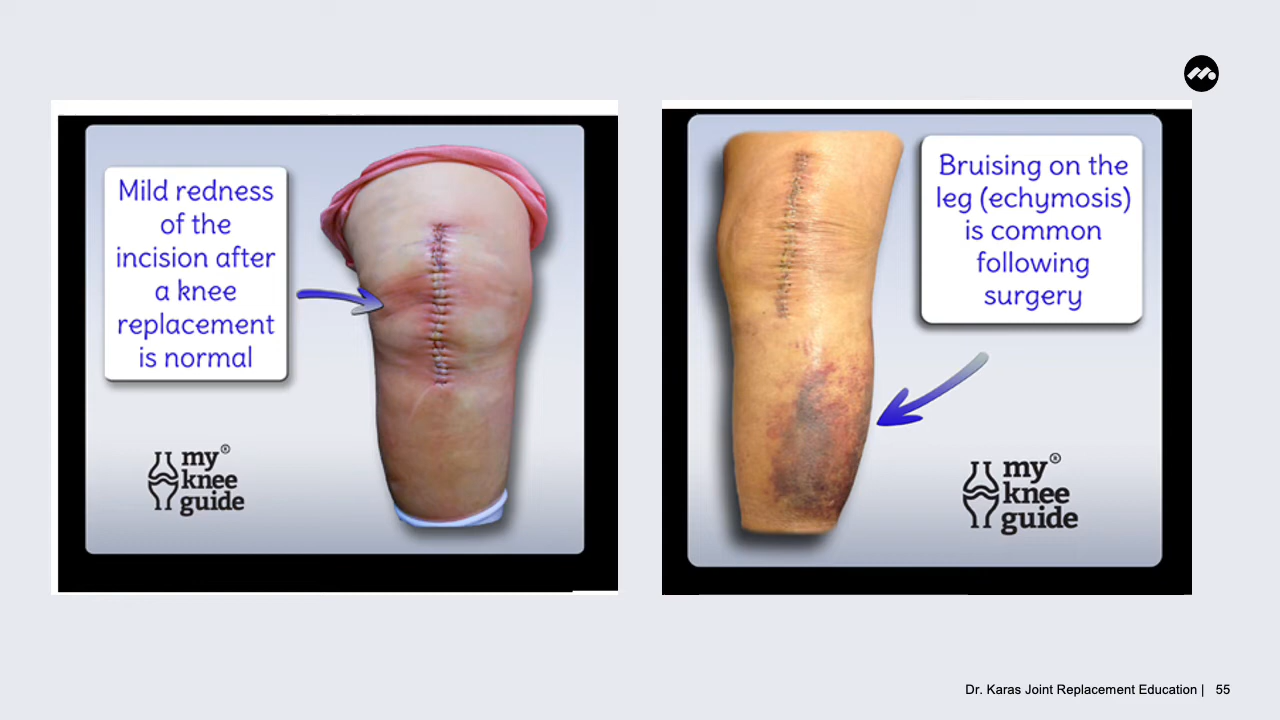 Mild redness
of the
incision after
a knee
replacement
is normal
my®
knee
guide
Bruising on the
leg (echymosis)
is common
following
surgery
my®
knee
guide
Dr. Karas Joint Replacement Education | 55